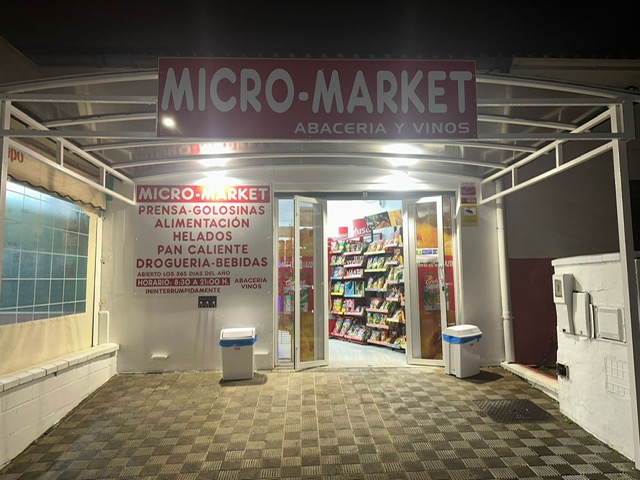 MICRO-MARKET
ABACERIA Y VINOS
MICRO-MARKET
PRENSA-GOLOSINAS
ALIMENTACIÓN
HELADOS
PAN CALIENTE
DROGUERIA-BEBIDAS
ABIERTO LOS 365 DIAS DEL AÑO
HORARIO: 8:30 A 21:00 H.
ININTERRUMPIDAMENTE
ABACERIA
VINOS